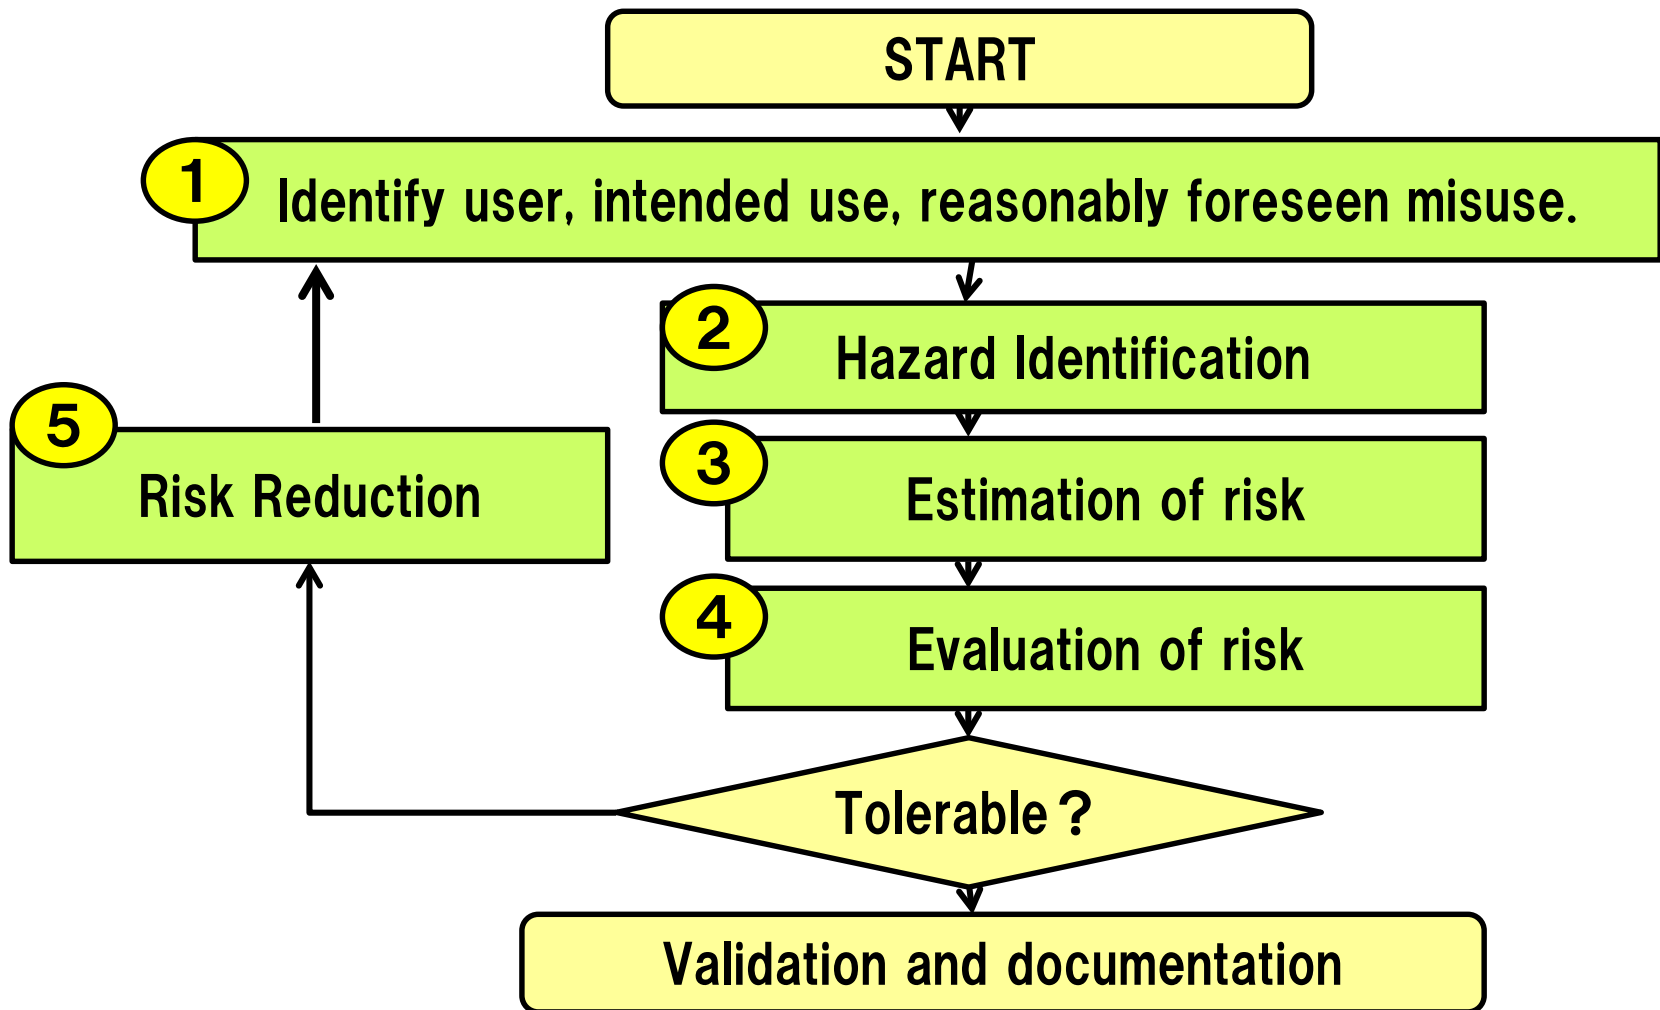 START
1
Identify user, intended use, reasonably foreseen misuse.
2
Hazard Identification
3
Estimation of risk
4
Evaluation of risk
5
Risk Reduction
Tolerable？
Validation and documentation